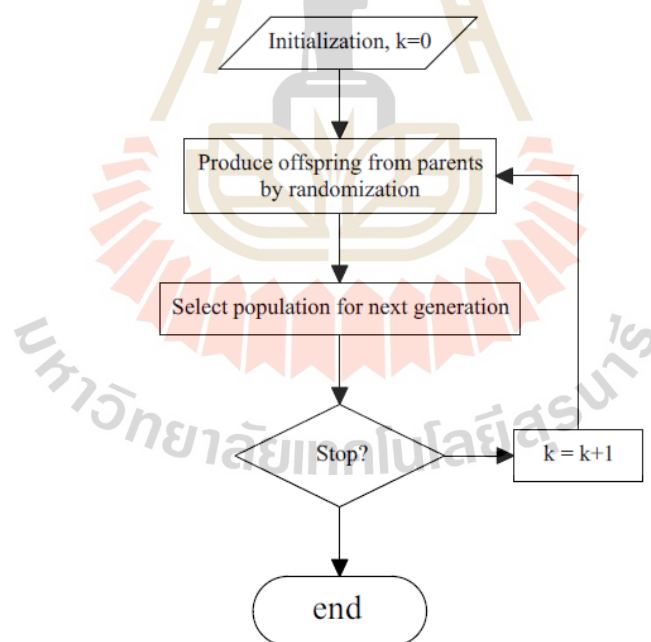 Initialization, k=0
Produce offspring from parents
by randomization
Select population for next generation
Stop?
k = k+1
end
มหาวิทยาลัยเทคโนโลยีสุรนารี